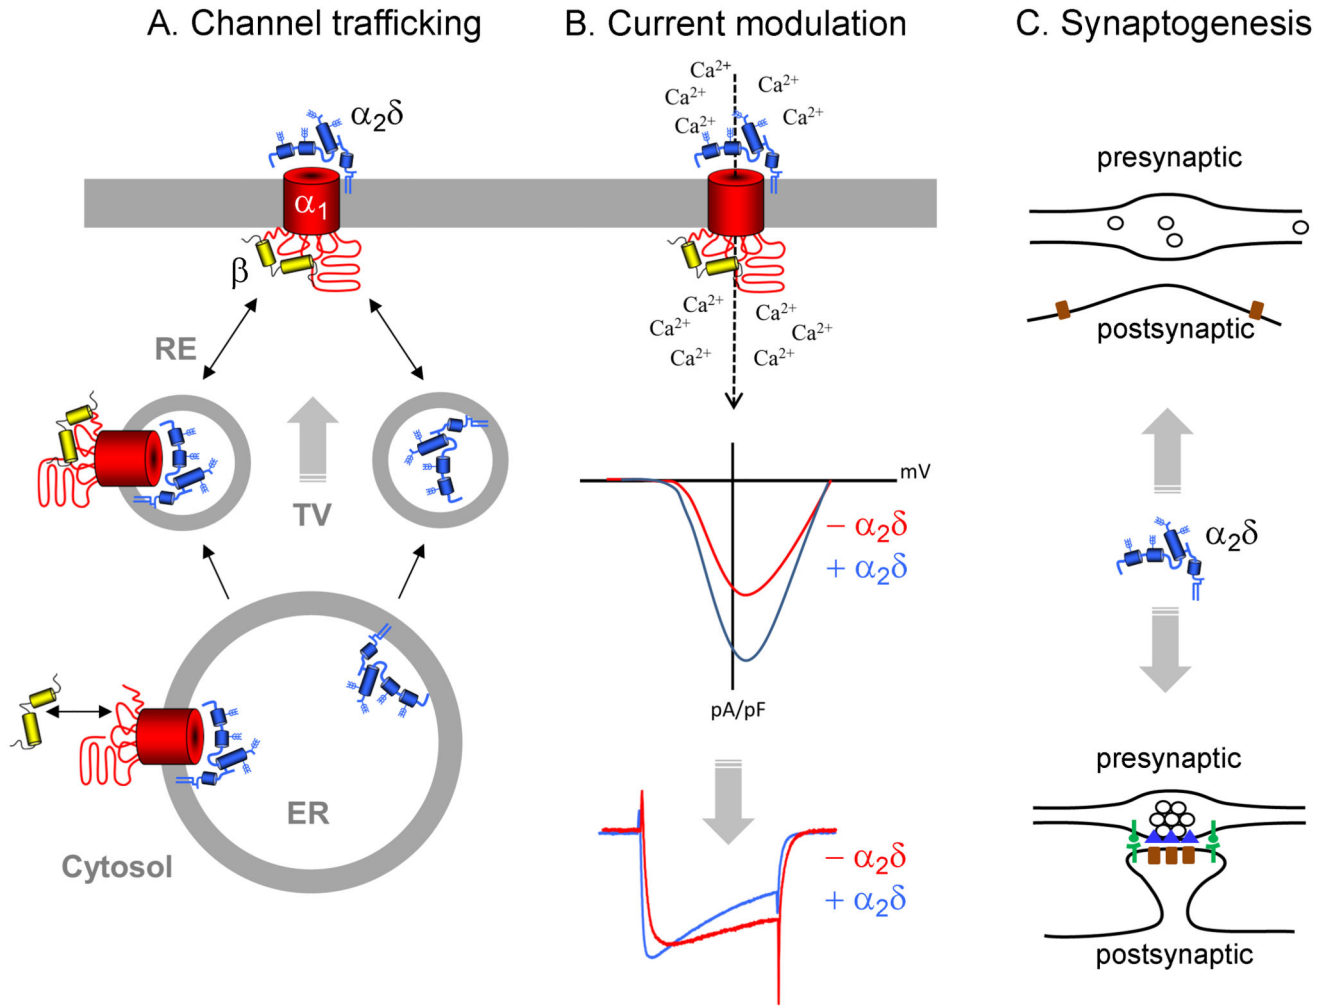 A. Channel trafficking
α₂δ
α₁
β
RE
TV
ER
Cytosol
B. Current modulation
Ca²⁺
Ca²⁺
Ca²⁺
Ca²⁺
Ca²⁺
Ca²⁺
Ca²⁺
Ca²⁺
Ca²⁺
Ca²⁺
Ca²⁺
mV
− α₂δ
+ α₂δ
pA/pF
− α₂δ
+ α₂δ
C. Synaptogenesis
presynaptic
postsynaptic
α₂δ
presynaptic
postsynaptic